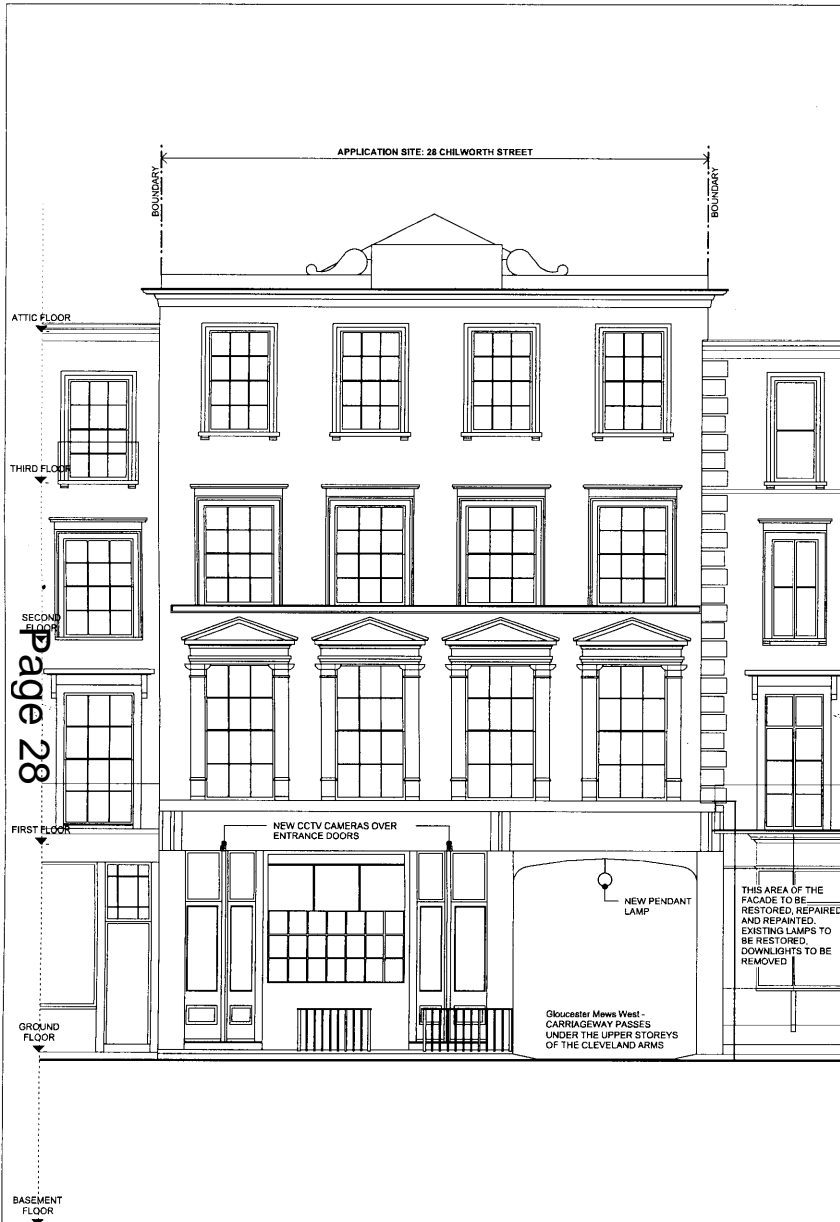 APPLICATION SITE: 28 CHILWORTH STREET
BOUNDARY
BOUNDARY
ATTIC FLOOR
THIRD FLOOR
SECOND
FLOOR
Page 28
FIRST FLOOR
NEW CCTV CAMERAS OVER
ENTRANCE DOORS
NEW PENDANT
LAMP
THIS AREA OF THE
FACADE TO BE
RESTORED, REPAIRED
AND REPAINTED.
EXISTING LAMPS TO
BE RESTORED,
DOWNLIGHTS TO BE
REMOVED
Gloucester Mews West -
CARRIAGEWAY PASSES
UNDER THE UPPER STOREYS
OF THE CLEVELAND ARMS
GROUND
FLOOR
BASEMENT
FLOOR